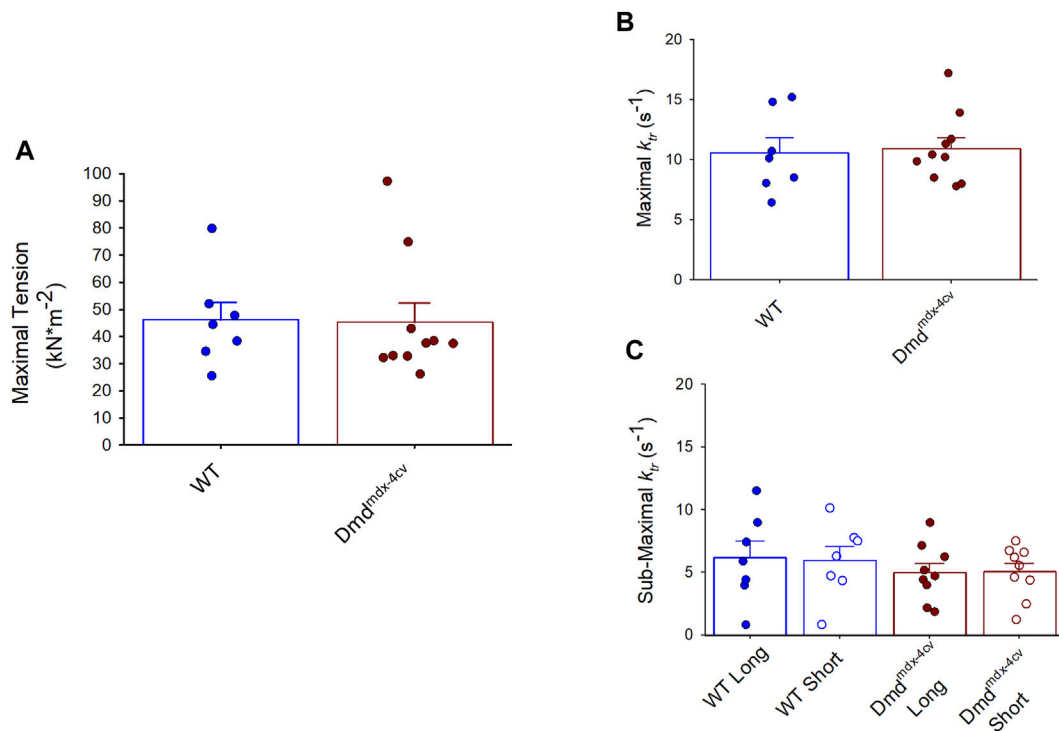 A
Maximal Tension
(kN*m⁻²)
100
90
80
70
60
50
40
30
20
10
0
WT
Dmdᵐᵈˣ⁻⁴ᶜᵛ
B
Maximal kₜᵣ (s⁻¹)
20
15
10
5
0
WT
Dmdᵐᵈˣ⁻⁴ᶜᵛ
C
Sub-Maximal kₜᵣ (s⁻¹)
20
15
10
5
0
WT Long
WT Short
Dmdᵐᵈˣ⁻⁴ᶜᵛ
Long
Dmdᵐᵈˣ⁻⁴ᶜᵛ
Short